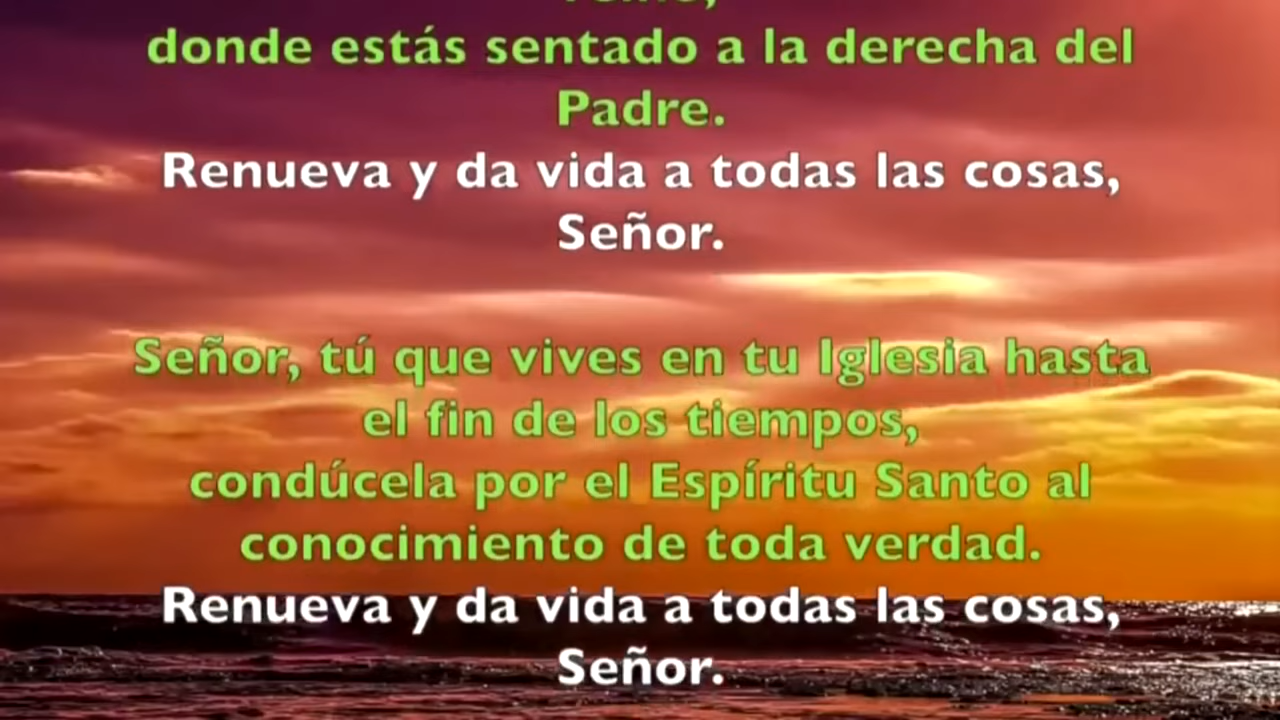 donde estás sentado a la derecha del
Padre.
Renueva y da vida a todas las cosas,
Señor.
Señor, tú que vives en tu Iglesia hasta
el fin de los tiempos,
condúcela por el Espíritu Santo al
conocimiento de toda verdad.
Renueva y da vida a todas las cosas,
Señor.